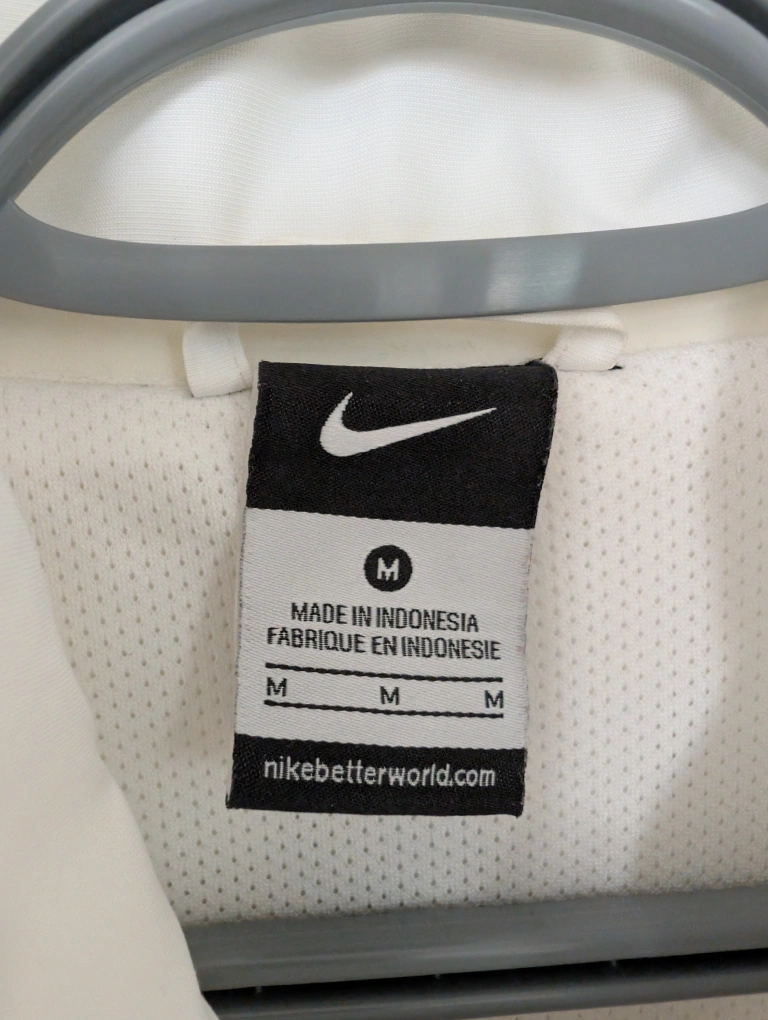 M
MADE IN INDONESIA
FABRIQUE EN INDONESIE
M M M
nikebetterworld.com